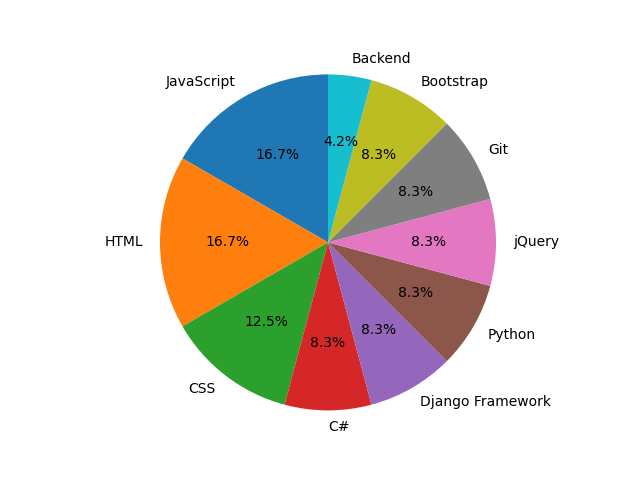 Backend
JavaScript
Bootstrap
4.2%
16.7%
8.3%
Git
8.3%
HTML
16.7%
8.3%
jQuery
8.3%
12.5%
8.3%
8.3%
Python
CSS
Django Framework
C#